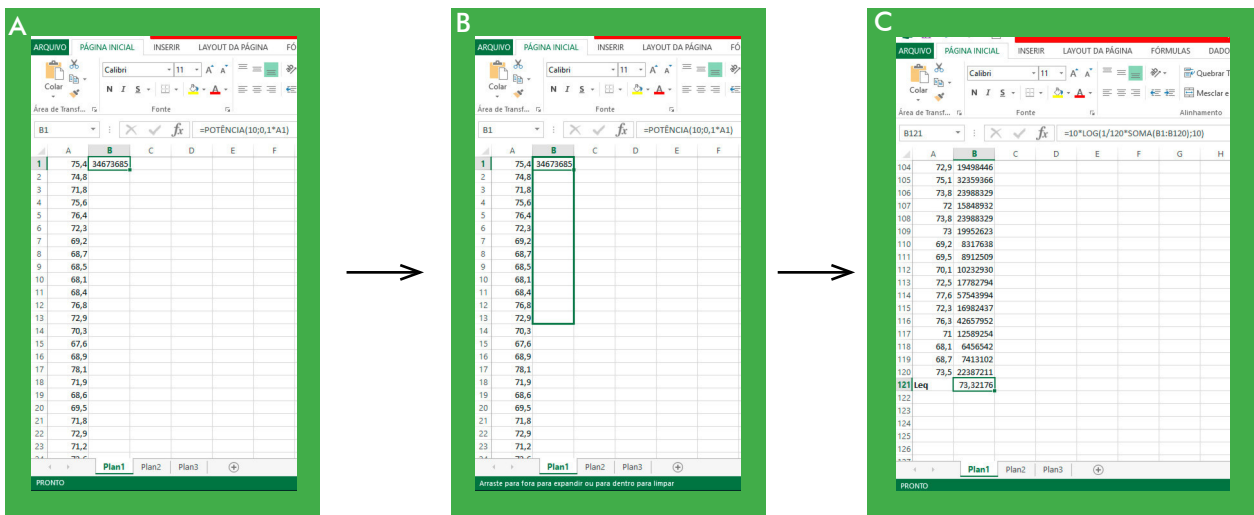 A
ARQUIVO PÁGINA INICIAL INSERIR LAYOUT DA PÁGINA FÓ
Calibri 11 A A
Colar N I S A
Área de Transf... Fonte
B1 fx =POTÊNCIA(10;0,1*A1)
A B C D E F
1 75,4 34673685
2 74,8
3 71,8
4 75,6
5 76,4
6 72,3
7 69,2
8 68,7
9 68,5
10 68,1
11 68,4
12 76,8
13 72,9
14 70,3
15 67,6
16 68,9
17 78,1
18 71,9
19 68,6
20 69,5
21 71,8
22 72,9
23 71,2
Plan1 Plan2 Plan3
PRONTO
B
ARQUIVO PÁGINA INICIAL INSERIR LAYOUT DA PÁGINA FÓ
Calibri 11 A A
Colar N I S A
Área de Transf... Fonte
B1 fx =POTÊNCIA(10;0,1*A1)
A B C D E F
1 75,4 34673685
2 74,8
3 71,8
4 75,6
5 76,4
6 72,3
7 69,2
8 68,7
9 68,5
10 68,1
11 68,4
12 76,8
13 72,9
14 70,3
15 67,6
16 68,9
17 78,1
18 71,9
19 68,6
20 69,5
21 71,8
22 72,9
23 71,2
Plan1 Plan2 Plan3
Arraste para fora para expandir ou para dentro para limpar
C
ARQUIVO PÁGINA INICIAL INSERIR LAYOUT DA PÁGINA FÓRMULAS DADO
Calibri 11 A A Quebrar T
Colar N I S A Mesclar e
Área de Transf... Fonte Alinhamento
B121 fx =10*LOG(1/120*SOMA(B1:B120);10)
A B C D E F G H
104 72,9 19498446
105 75,1 32359366
106 73,8 23988329
107 72 15848932
108 73,8 23988329
109 73 19952623
110 69,2 8317638
111 69,5 8912509
112 70,1 10232930
113 72,5 17782794
114 77,6 57543994
115 72,3 16982437
116 76,3 42657952
117 71 12589254
118 68,1 6456542
119 68,7 7413102
120 73,5 22387211
121 Leq 73,32176
122
123
124
125
126
Plan1 Plan2 Plan3
PRONTO